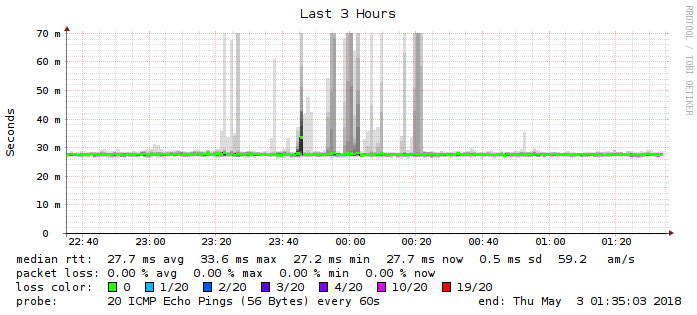 Last 3 Hours
RRDTOOL / TOBI OETIKER
Seconds
70 m
60 m
50 m
40 m
30 m
20 m
10 m
0
22:40 23:00 23:20 23:40 00:00 00:20 00:40 01:00 01:20
median rtt: 27.7 ms avg 33.6 ms max 27.2 ms min 27.7 ms now 0.5 ms sd 59.2 am/s
packet loss: 0.00 % avg 0.00 % max 0.00 % min 0.00 % now
loss color: 0 1/20 2/20 3/20 4/20 10/20 19/20
probe: 20 ICMP Echo Pings (56 Bytes) every 60s end: Thu May 3 01:35:03 2018